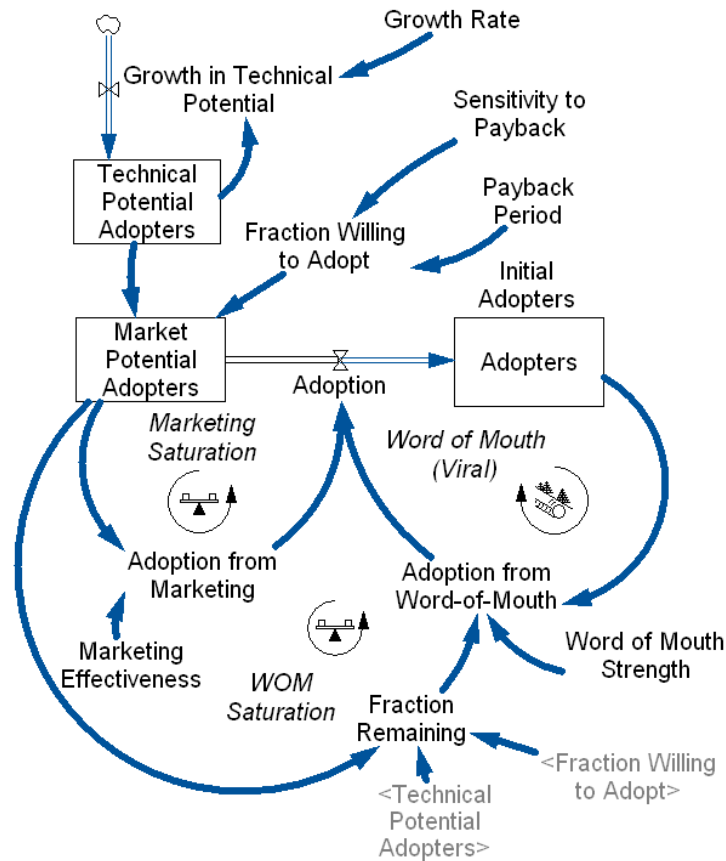 Growth Rate
Growth in Technical
Potential
Sensitivity to
Payback
Technical
Potential
Adopters
Payback
Period
Fraction Willing
to Adopt
Initial
Adopters
Market
Potential
Adopters
Adopters
Adoption
Marketing
Saturation
Word of Mouth
(Viral)
Adoption from
Marketing
Adoption from
Word-of-Mouth
Marketing
Effectiveness
Word of Mouth
Strength
WOM
Saturation
Fraction
Remaining
<Fraction Willing
to Adopt>
<Technical
Potential
Adopters>